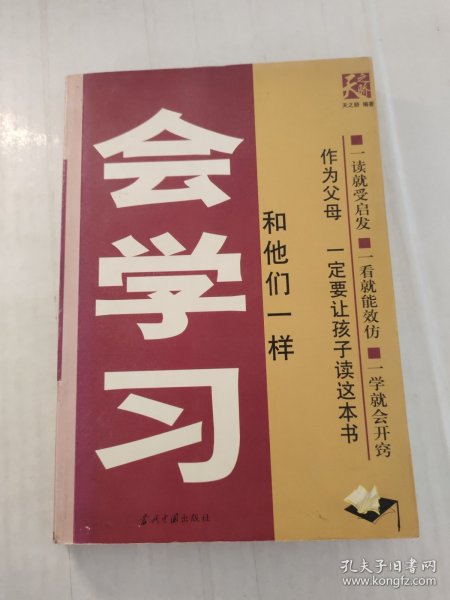 会学习
和他们一样
天之骄
天之骄 编著
一读就受启发
一看就能效仿
一学就会开窍
作为父母 一定要让孩子读这本书
当代中国出版社
孔夫子旧书网
www.kongfz.com